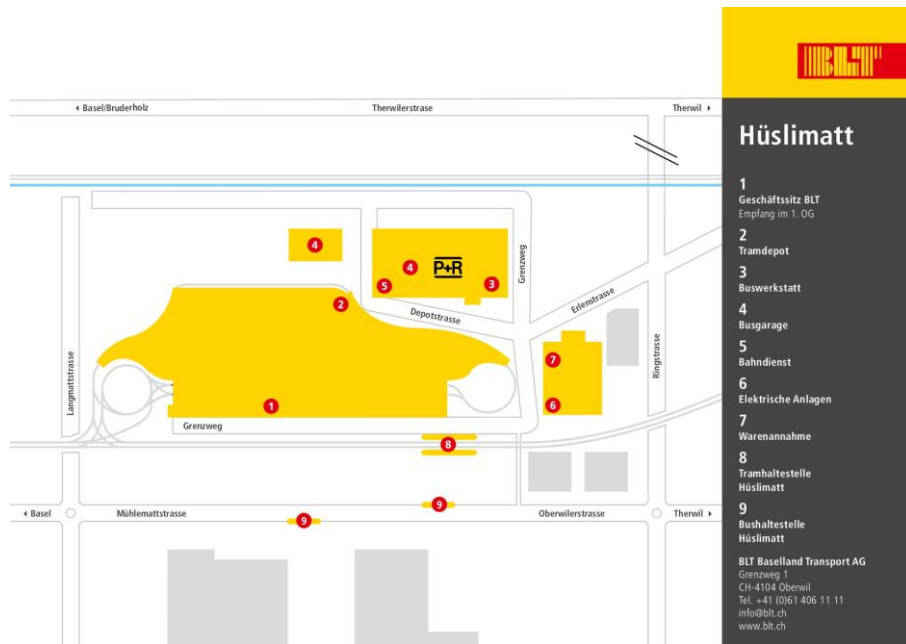 BLT
◂ Basel/Bruderholz
Therwilerstrase
Therwil ▸
4
4
P+R
5
3
Grenzweg
2
Depotstrasse
Erlenstrasse
Ringstrasse
Langmattstrasse
7
1
6
Grenzweg
8
9
◂ Basel
Mühlemattstrasse
9
Oberwilerstrasse
Therwil ▸
Hüslimatt
1
Geschäftssitz BLT
Empfang im 1. OG
2
Tramdepot
3
Buswerkstatt
4
Busgarage
5
Bahndienst
6
Elektrische Anlagen
7
Warenannahme
8
Tramhaltestelle
Hüslimatt
9
Bushaltestelle
Hüslimatt
BLT Baselland Transport AG
Grenzweg 1
CH-4104 Oberwil
Tel. +41 (0)61 406 11 11
info@blt.ch
www.blt.ch